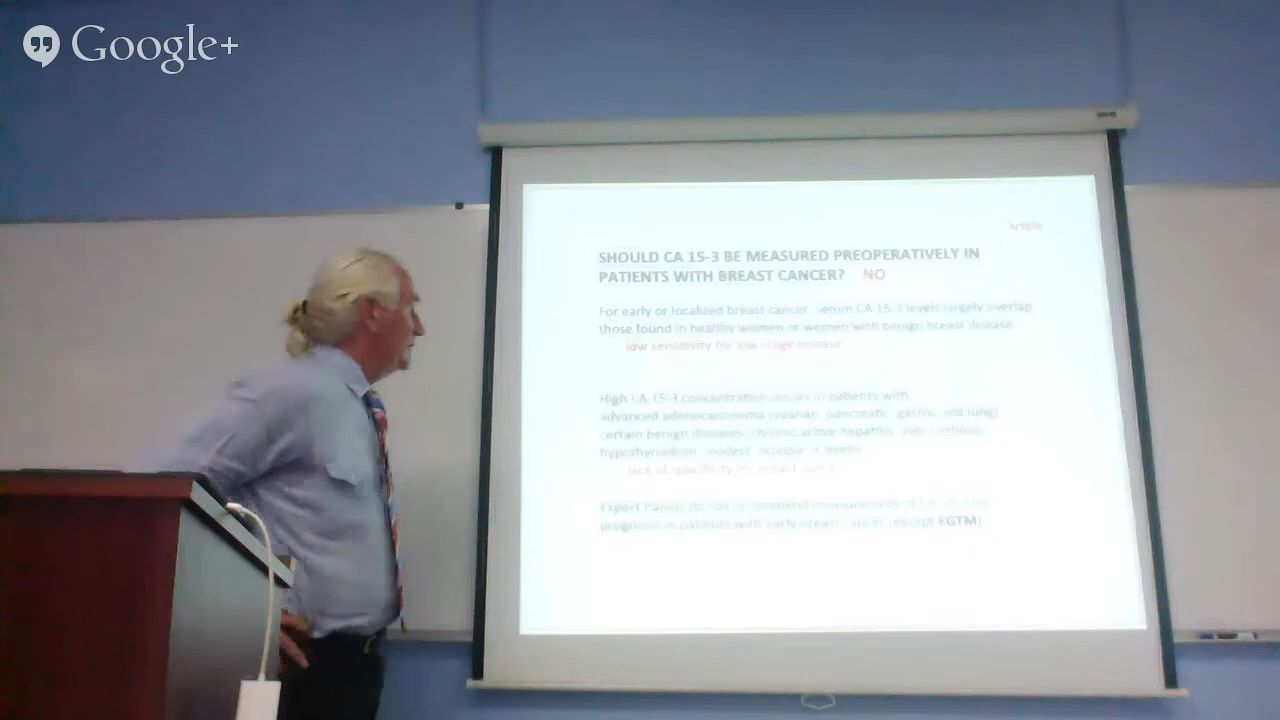 Google+
Article
SHOULD CA 15-3 BE MEASURED PREOPERATIVELY IN
PATIENTS WITH BREAST CANCER? NO
For early or localized breast cancer, serum CA 15-3 levels largely overlap
those found in healthy women or women with benign breast disease
low sensitivity for low-stage disease
High CA 15-3 concentration occurs in patients with
advanced adenocarcinoma (ovarian, pancreatic, gastric and lung)
certain benign diseases (chronic active hepatitis, liver cirrhosis,
hypothyroidism modest increase in levels)
lack of specificity for breast cancer
Expert Panels do not recommend measurement of CA 15-3
prognosis in patients with early breast cancer (except EGTM)